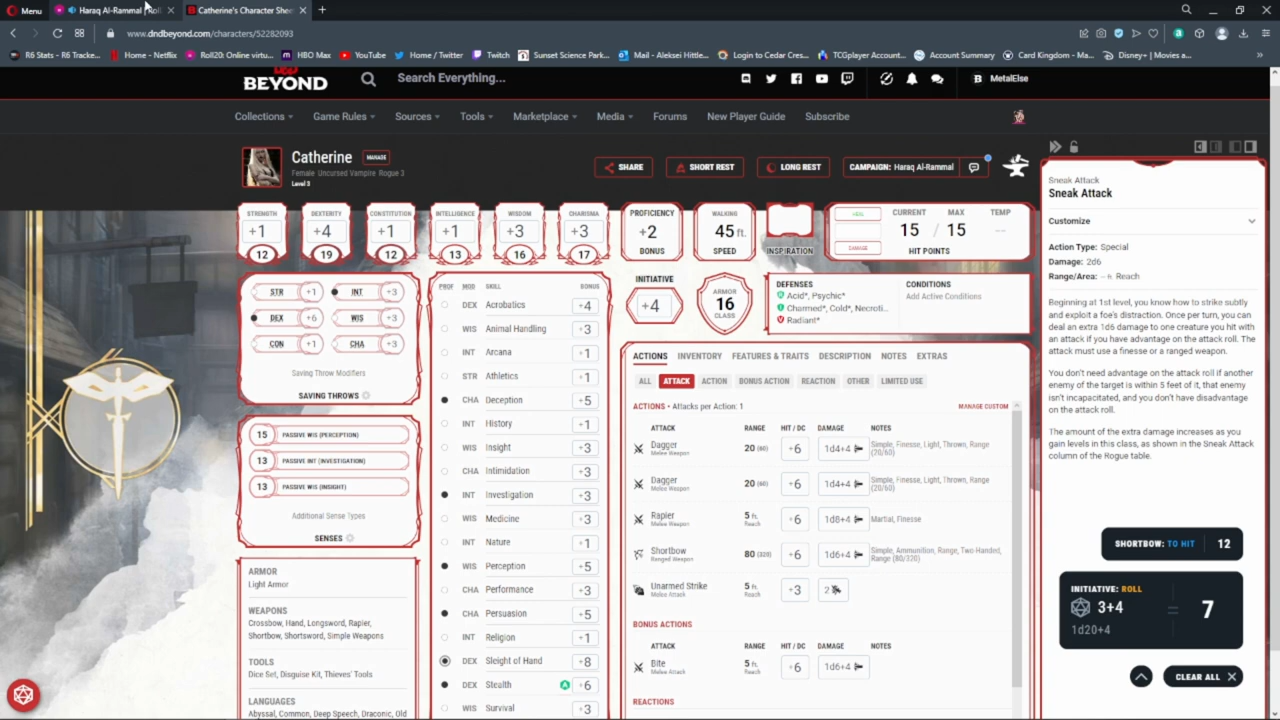 Menu
Haraq Al-Rammal | Roll
Catherine's Character Shee
www.dndbeyond.com/characters/52282093
R6 Stats - R6 Tracke...
Home - Netflix
Roll20: Online virtu...
HBO Max
YouTube
Home / Twitter
Twitch
Sunset Science Park...
Mail - Aleksei Hittle...
Login to Cedar Cres...
TCGplayer Account...
Account Summary
Card Kingdom - Ma...
Disney+ | Movies a...
BEYOND
Search Everything...
MetalElse
Collections
Game Rules
Sources
Tools
Marketplace
Media
Forums
New Player Guide
Subscribe
Catherine
MANAGE
Female Uncursed Vampire Rogue 3
Level 3
SHARE
SHORT REST
LONG REST
CAMPAIGN: Haraq Al-Rammal
STRENGTH
+1
12
DEXTERITY
+4
19
CONSTITUTION
+1
12
INTELLIGENCE
+1
13
WISDOM
+3
16
CHARISMA
+3
17
PROFICIENCY
+2
BONUS
WALKING
45 ft.
SPEED
INSPIRATION
HEAL
DAMAGE
CURRENT
MAX
TEMP
15 / 15 --
HIT POINTS
STR +1
INT +3
DEX +6
WIS +3
CON +1
CHA +3
Saving Throw Modifiers
SAVING THROWS
15 PASSIVE WIS (PERCEPTION)
13 PASSIVE INT (INVESTIGATION)
13 PASSIVE WIS (INSIGHT)
Additional Sense Types
SENSES
ARMOR
Light Armor
WEAPONS
Crossbow, Hand, Longsword, Rapier,
Shortbow, Shortsword, Simple Weapons
TOOLS
Dice Set, Disguise Kit, Thieves' Tools
LANGUAGES
Abyssal, Common, Deep Speech, Draconic, Old
PROF MOD SKILL BONUS
DEX Acrobatics +4
WIS Animal Handling +3
INT Arcana +1
STR Athletics +1
CHA Deception +5
INT History +1
WIS Insight +3
CHA Intimidation +3
INT Investigation +3
WIS Medicine +3
INT Nature +1
WIS Perception +5
CHA Performance +3
CHA Persuasion +5
INT Religion +1
DEX Sleight of Hand +8
DEX Stealth A +6
WIS Survival +3
INITIATIVE
+4
ARMOR
16
CLASS
DEFENSES
Acid*, Psychic*
Charmed*, Cold*, Necroti...
Radiant*
CONDITIONS
Add Active Conditions
ACTIONS
INVENTORY
FEATURES & TRAITS
DESCRIPTION
NOTES
EXTRAS
ALL
ATTACK
ACTION
BONUS ACTION
REACTION
OTHER
LIMITED USE
ACTIONS • Attacks per Action: 1
MANAGE CUSTOM
ATTACK RANGE HIT / DC DAMAGE NOTES
Dagger
Melee Weapon
20 (60)
+6
1d4+4
Simple, Finesse, Light, Thrown, Range
(20/60)
Dagger
Melee Weapon
20 (60)
+6
1d4+4
Simple, Finesse, Light, Thrown, Range
(20/60)
Rapier
Melee Weapon
5 ft.
Reach
+6
1d8+4
Martial, Finesse
Shortbow
Ranged Weapon
80 (320)
+6
1d6+4
Simple, Ammunition, Range, Two-Handed,
Range (80/320)
Unarmed Strike
Melee Attack
5 ft.
Reach
+3
2
BONUS ACTIONS
ATTACK RANGE HIT / DC DAMAGE NOTES
Bite
Melee Attack
5 ft.
Reach
+6
1d6+4
REACTIONS
Sneak Attack
Sneak Attack
Customize
Action Type: Special
Damage: 2d6
Range/Area: -- ft. Reach
Beginning at 1st level, you know how to strike subtly
and exploit a foe's distraction. Once per turn, you can
deal an extra 1d6 damage to one creature you hit with
an attack if you have advantage on the attack roll. The
attack must use a finesse or a ranged weapon.
You don't need advantage on the attack roll if another
enemy of the target is within 5 feet of it, that enemy
isn't incapacitated, and you don't have disadvantage
on the attack roll.
The amount of the extra damage increases as you
gain levels in this class, as shown in the Sneak Attack
column of the Rogue table.
SHORTBOW: TO HIT 12
INITIATIVE: ROLL
3+4 = 7
1d20+4
CLEAR ALL